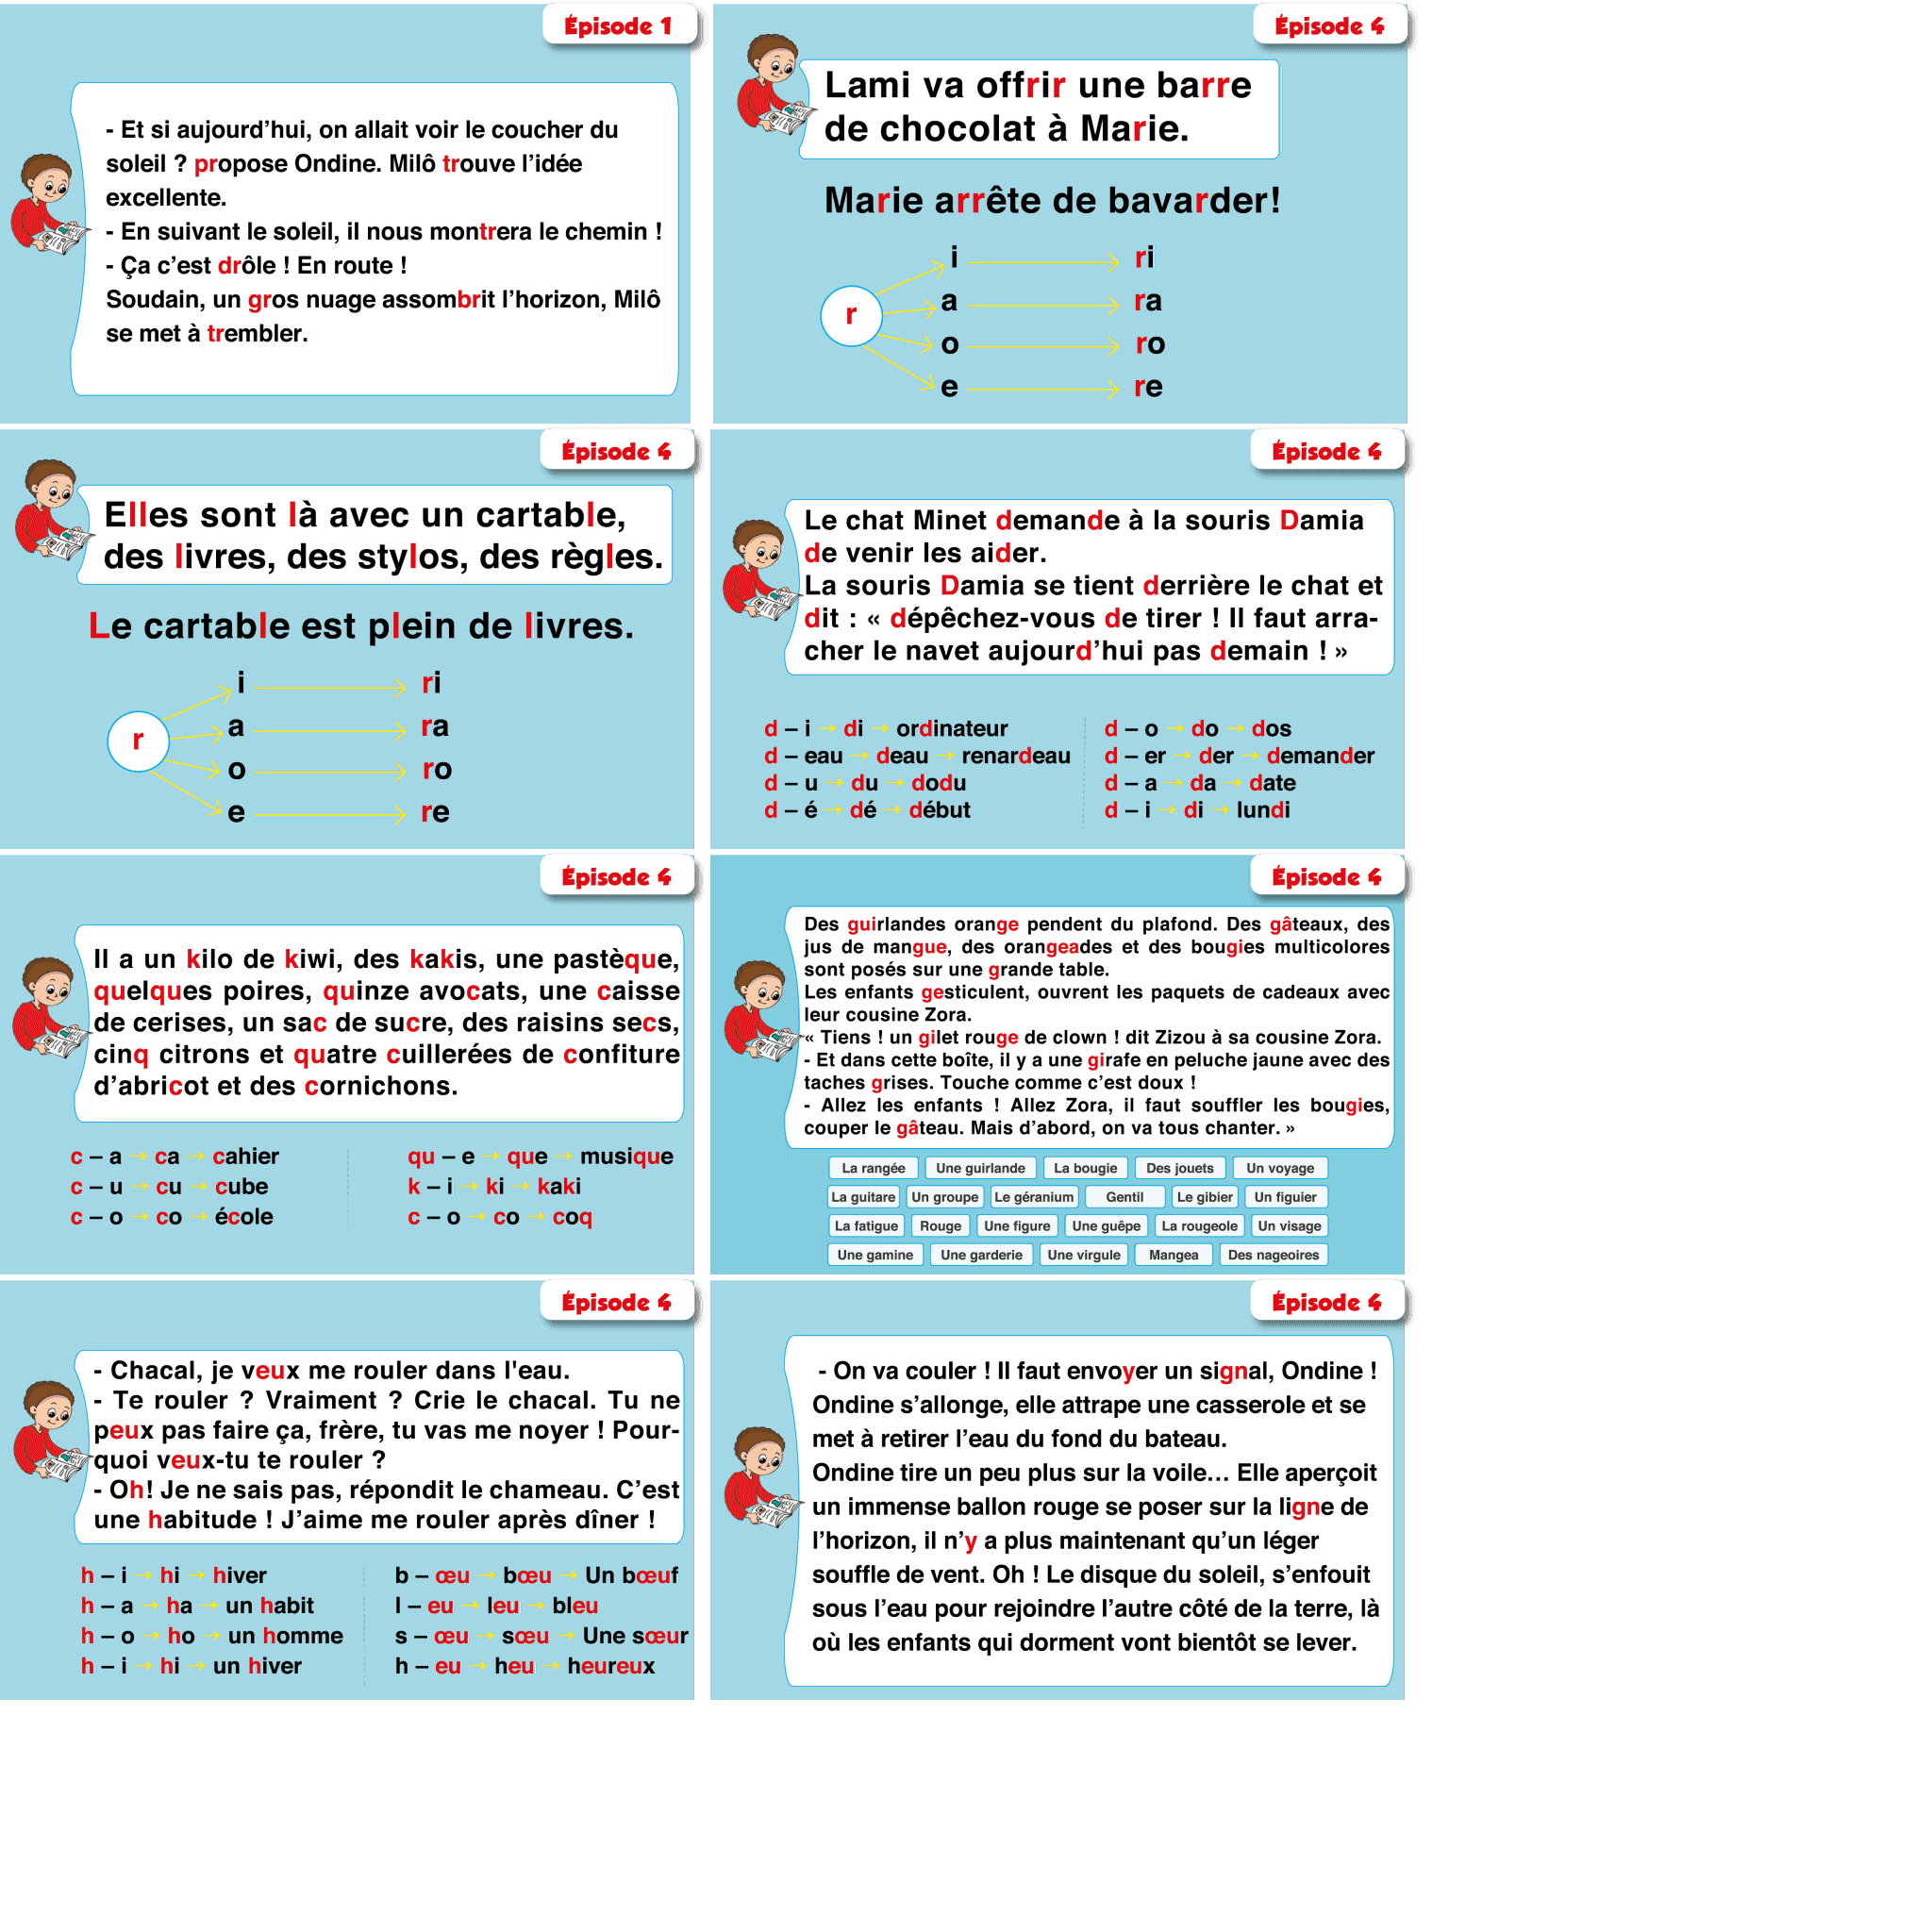 Épisode 1
- Et si aujourd’hui, on allait voir le coucher du
soleil ? propose Ondine. Milô trouve l’idée
excellente.
- En suivant le soleil, il nous montrera le chemin !
- Ça c’est drôle ! En route !
Soudain, un gros nuage assombrit l’horizon, Milô
se met à trembler.
Épisode 4
Lami va offrir une barre
de chocolat à Marie.
Marie arrête de bavarder!
r
i → ri
a → ra
o → ro
e → re
Épisode 4
Elles sont là avec un cartable,
des livres, des stylos, des règles.
Le cartable est plein de livres.
r
i → ri
a → ra
o → ro
e → re
Épisode 4
Le chat Minet demande à la souris Damia
de venir les aider.
La souris Damia se tient derrière le chat et
dit : « dépêchez-vous de tirer ! Il faut arra-
cher le navet aujourd’hui pas demain ! »
d – i → di → ordinateur
d – eau → deau → renardeau
d – u → du → dodu
d – é → dé → début
d – o → do → dos
d – er → der → demander
d – a → da → date
d – i → di → lundi
Épisode 4
Il a un kilo de kiwi, des kakis, une pastèque,
quelques poires, quinze avocats, une caisse
de cerises, un sac de sucre, des raisins secs,
cinq citrons et quatre cuillerées de confiture
d’abricot et des cornichons.
c – a → ca → cahier
c – u → cu → cube
c – o → co → école
qu – e → que → musique
k – i → ki → kaki
c – o → co → coq
Épisode 4
Des guirlandes orange pendent du plafond. Des gâteaux, des
jus de mangue, des orangeades et des bougies multicolores
sont posés sur une grande table.
Les enfants gesticulent, ouvrent les paquets de cadeaux avec
leur cousine Zora.
« Tiens ! un gilet rouge de clown ! dit Zizou à sa cousine Zora.
- Et dans cette boîte, il y a une girafe en peluche jaune avec des
taches grises. Touche comme c’est doux !
- Allez les enfants ! Allez Zora, il faut souffler les bougies,
couper le gâteau. Mais d’abord, on va tous chanter. »
La rangée Une guirlande La bougie Des jouets Un voyage
La guitare Un groupe Le géranium Gentil Le gibier Un figuier
La fatigue Rouge Une figure Une guêpe La rougeole Un visage
Une gamine Une garderie Une virgule Mangea Des nageoires
Épisode 4
- Chacal, je veux me rouler dans l'eau.
- Te rouler ? Vraiment ? Crie le chacal. Tu ne
peux pas faire ça, frère, tu vas me noyer ! Pour-
quoi veux-tu te rouler ?
- Oh! Je ne sais pas, répondit le chameau. C’est
une habitude ! J’aime me rouler après dîner !
h – i → hi → hiver
h – a → ha → un habit
h – o → ho → un homme
h – i → hi → un hiver
b – œu → bœu → Un bœuf
l – eu → leu → bleu
s – œu → sœu → Une sœur
h – eu → heu → heureux
Épisode 4
- On va couler ! Il faut envoyer un signal, Ondine !
Ondine s’allonge, elle attrape une casserole et se
met à retirer l’eau du fond du bateau.
Ondine tire un peu plus sur la voile… Elle aperçoit
un immense ballon rouge se poser sur la ligne de
l’horizon, il n’y a plus maintenant qu’un léger
souffle de vent. Oh ! Le disque du soleil, s’enfouit
sous l’eau pour rejoindre l’autre côté de la terre, là
où les enfants qui dorment vont bientôt se lever.